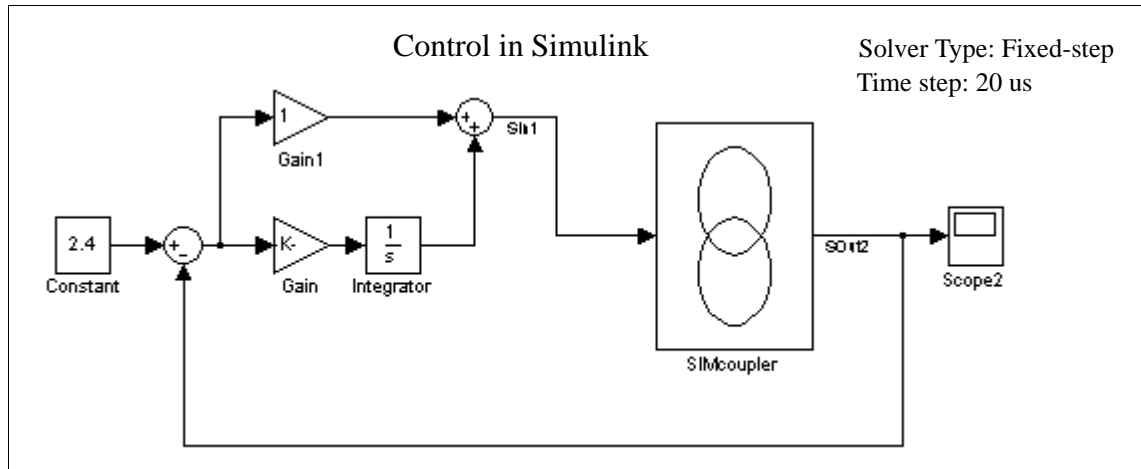 Control in Simulink
Solver Type: Fixed-step
Time step: 20 us
1
Gain1
+
+
SIn1
2.4
Constant
+
-
K-
Gain
1
s
Integrator
SIMcoupler
SOut2
Scope2